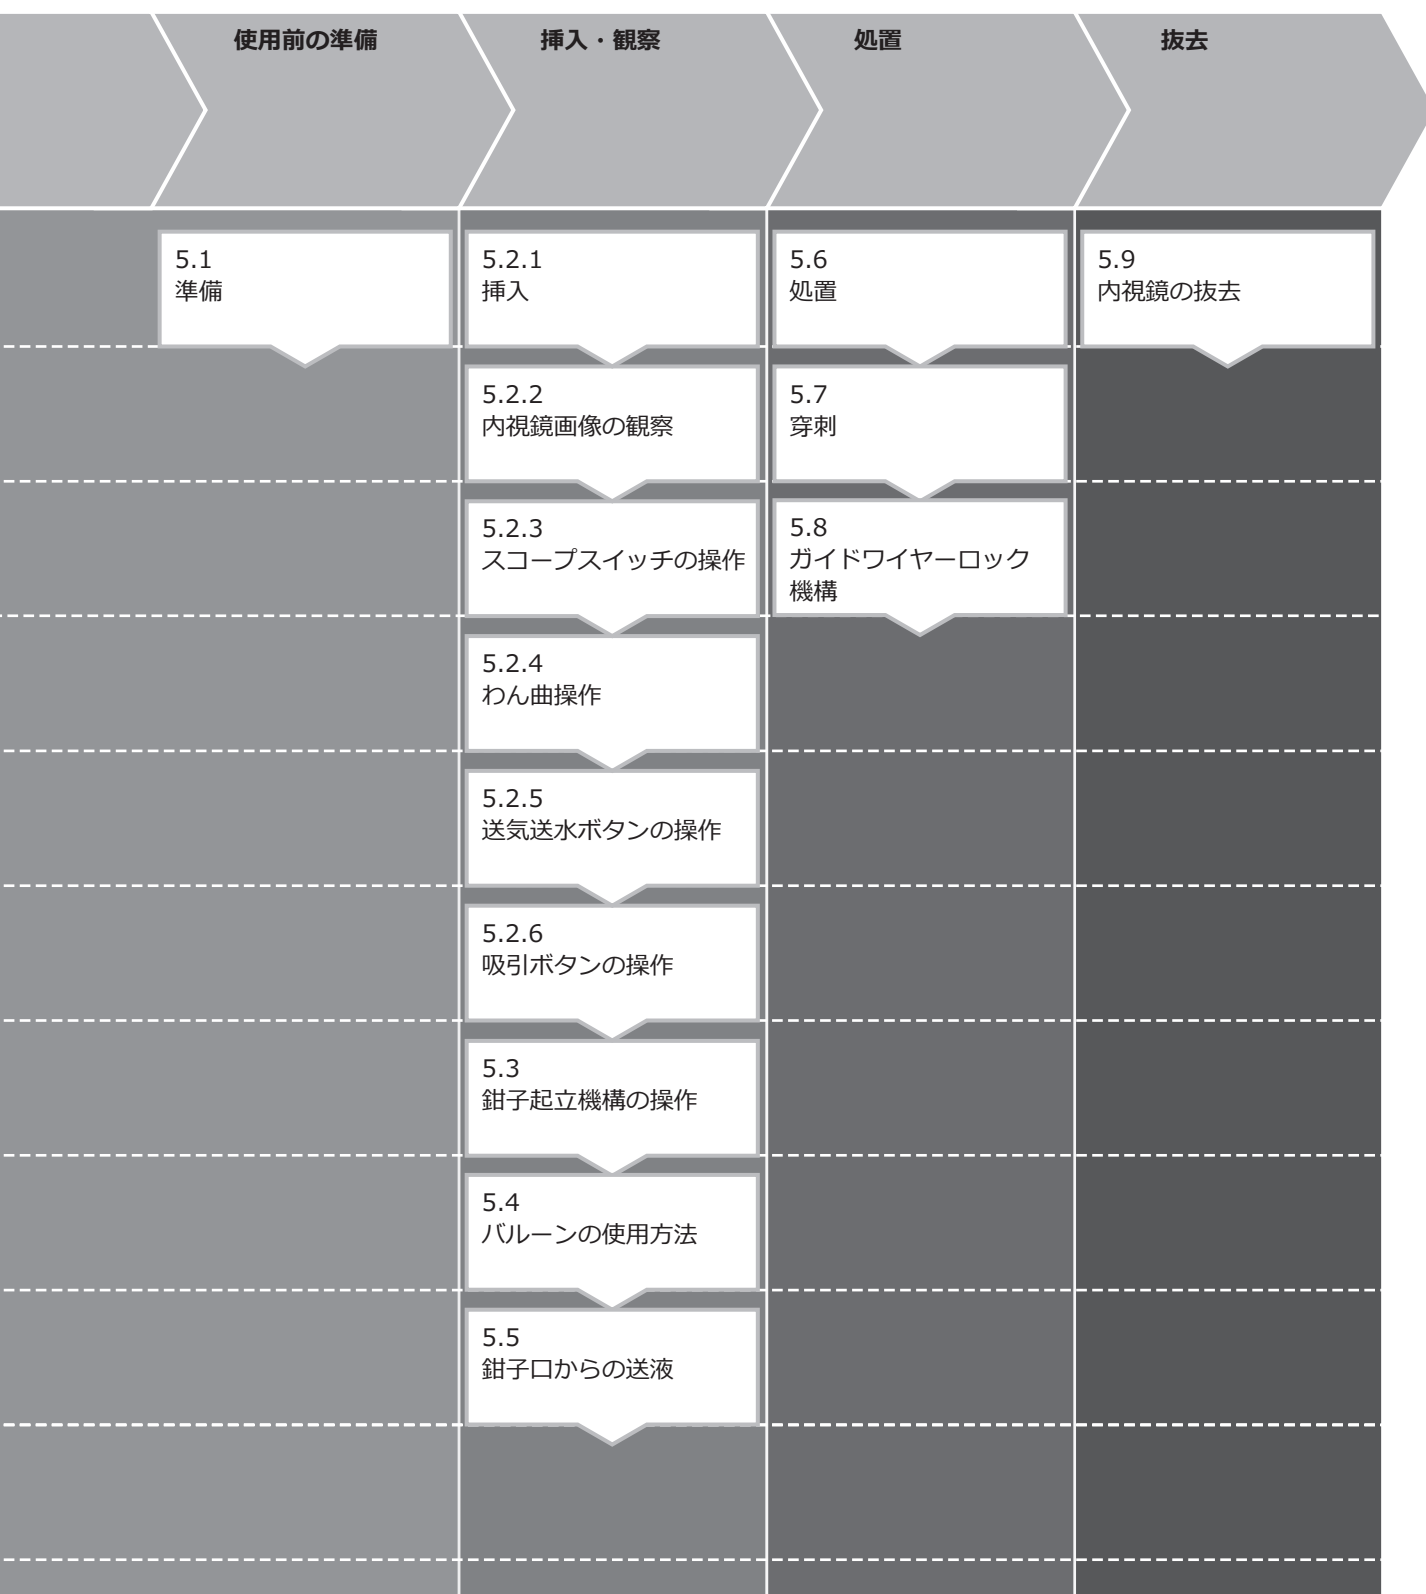 使用前の準備
挿入・観察
処置
抜去
5.1
準備
5.2.1
挿入
5.2.2
内視鏡画像の観察
5.2.3
スコープスイッチの操作
5.2.4
わん曲操作
5.2.5
送気送水ボタンの操作
5.2.6
吸引ボタンの操作
5.3
鉗子起立機構の操作
5.4
バルーンの使用方法
5.5
鉗子口からの送液
5.6
処置
5.7
穿刺
5.8
ガイドワイヤーロック
機構
5.9
内視鏡の抜去